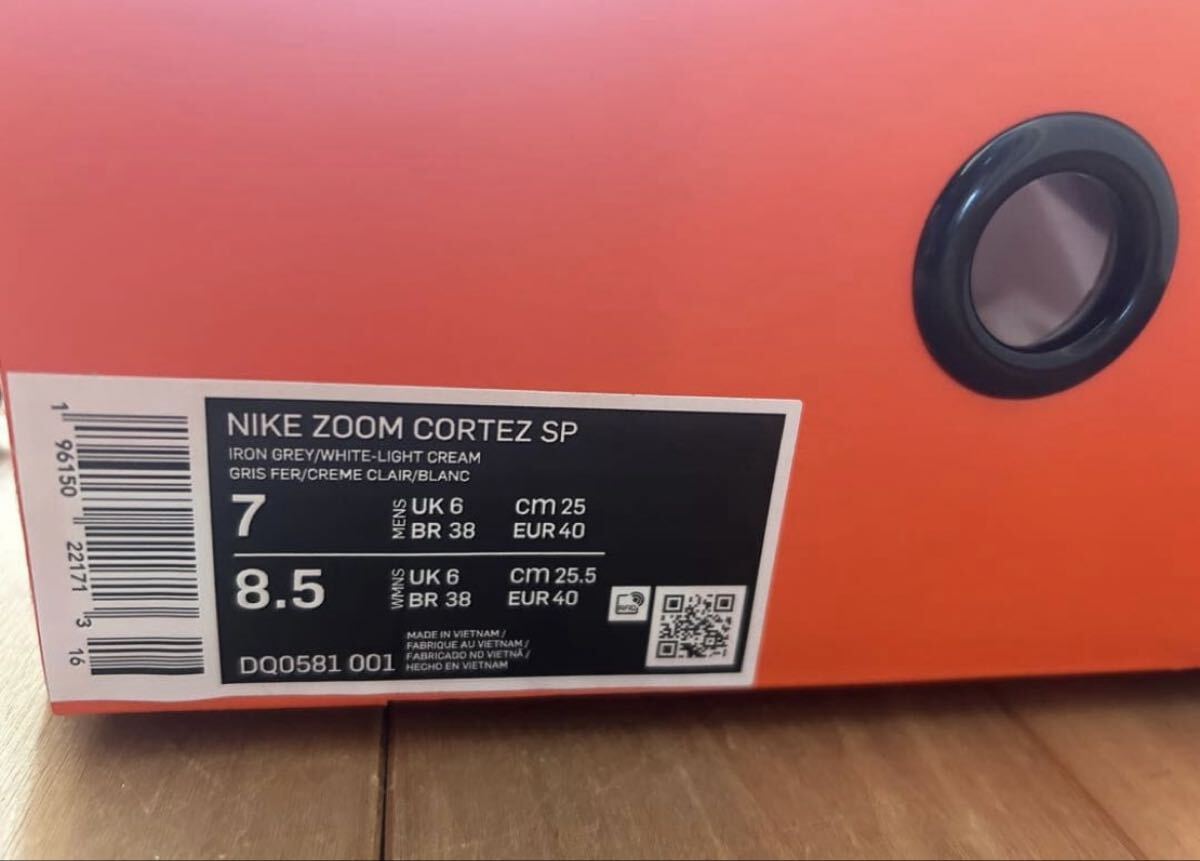 NIKE ZOOM CORTEZ SP
IRON GREY/WHITE-LIGHT CREAM
GRIS FER/CREME CLAIR/BLANC
7 MENS UK 6 cm 25
BR 38 EUR 40
8.5 WMNS UK 6 cm 25.5
BR 38 EUR 40
RFID
DQ0581 001
MADE IN VIETNAM /
FABRIQUE AU VIETNAM /
FABRICADO NO VIETNÃ /
HECHO EN VIETNAM
1 96150 22171 3 16